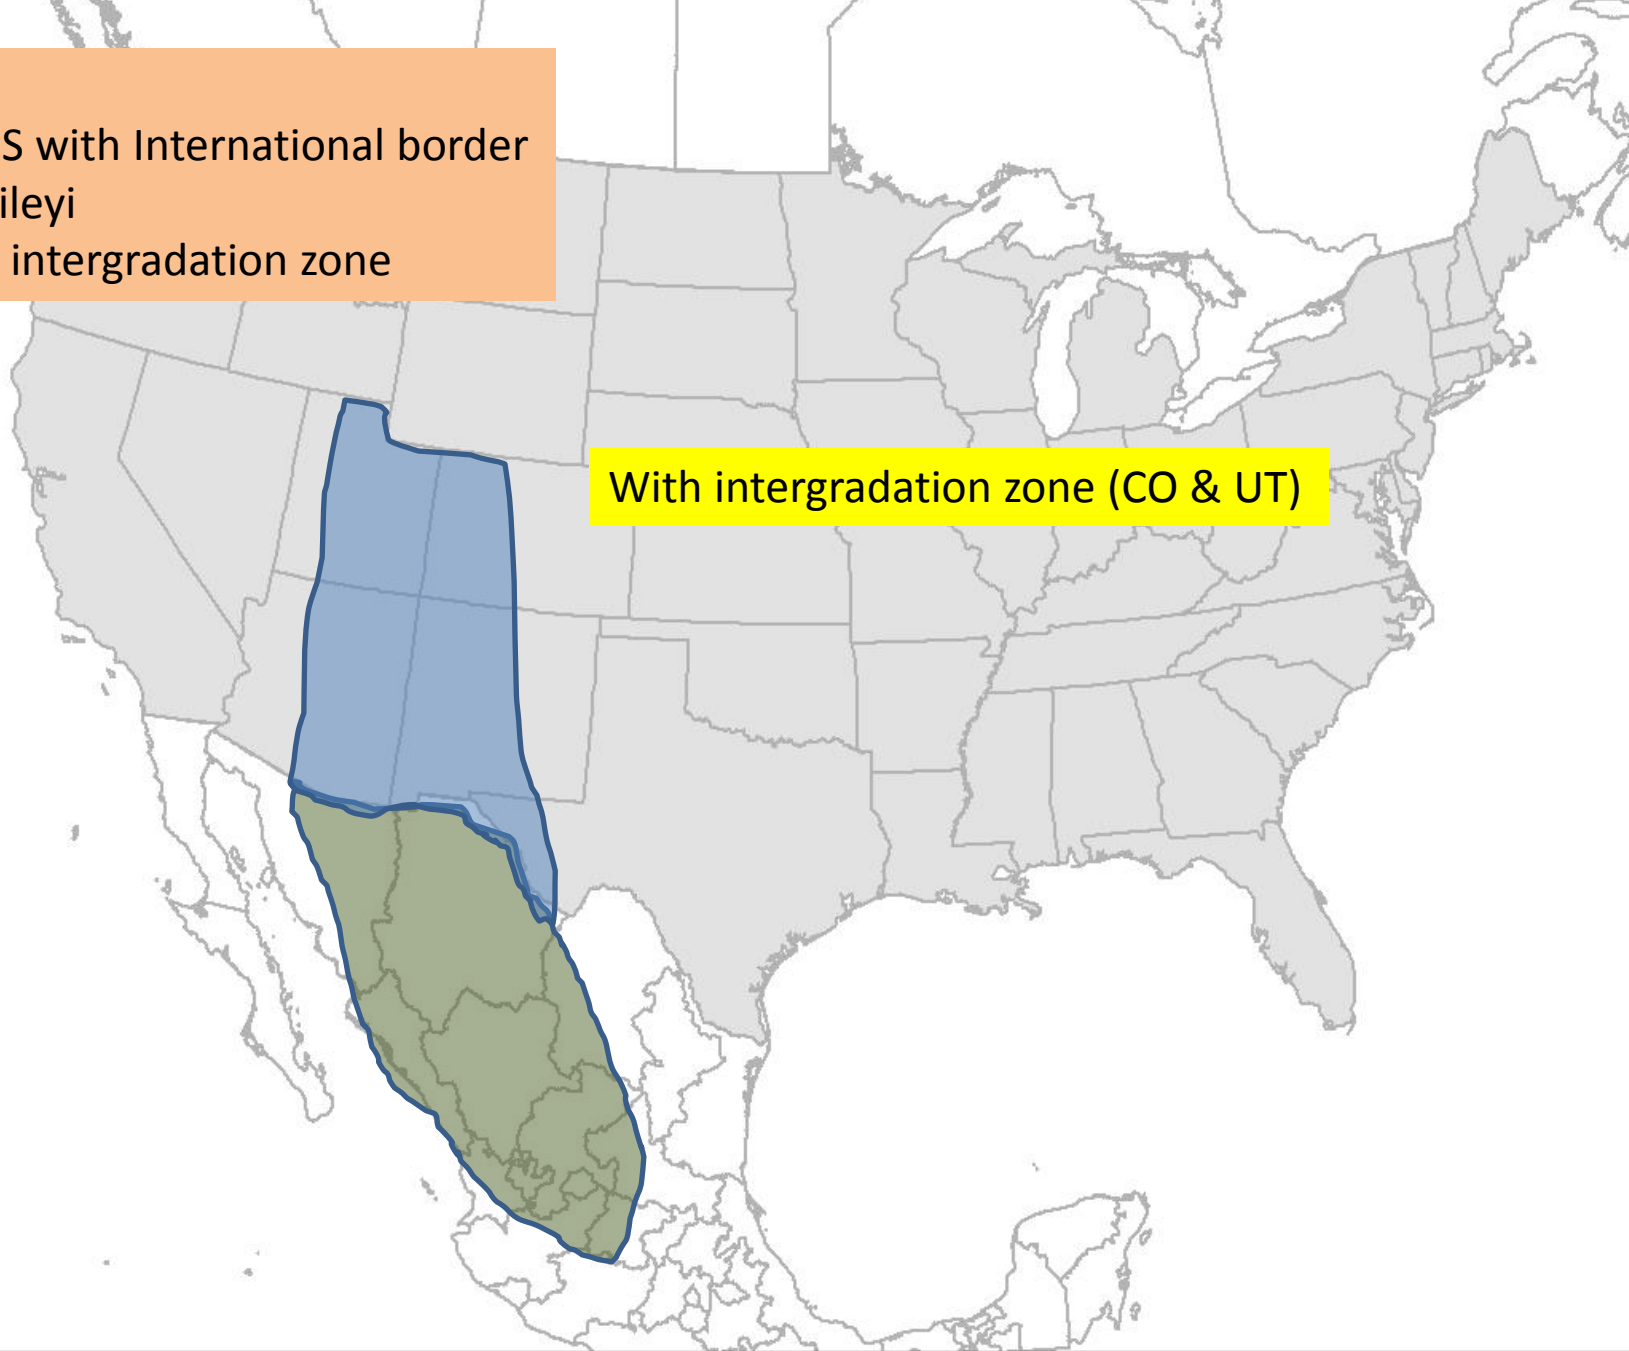 S with International border
ileyi
intergradation zone
With intergradation zone (CO & UT)